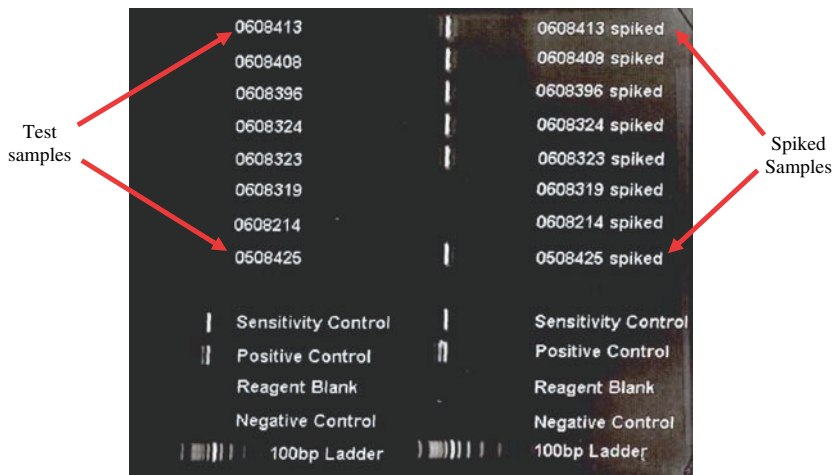 0608413
0608413 spiked
0608408
0608408 spiked
0608396
0608396 spiked
0608324
0608324 spiked
0608323
0608323 spiked
0608319
0608319 spiked
0608214
0608214 spiked
0508425
0508425 spiked
Test
samples
Spiked
Samples
Sensitivity Control
Sensitivity Control
Positive Control
Positive Control
Reagent Blank
Reagent Blank
Negative Control
Negative Control
100bp Ladder
100bp Ladder